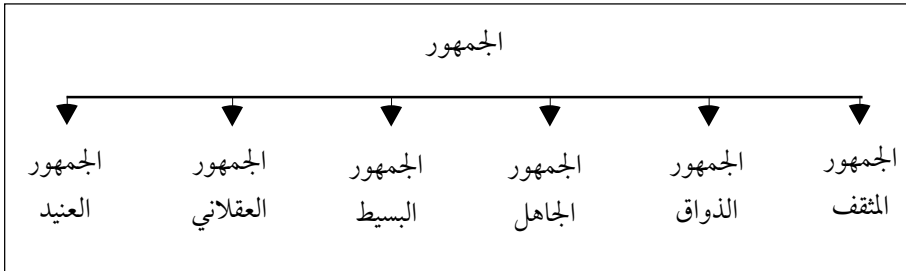 الجمهور
الجمهور الجمهور الجمهور الجمهور الجمهور الجمهور
المثقف الذواق الجاهل البسيط العقلاني العنيد